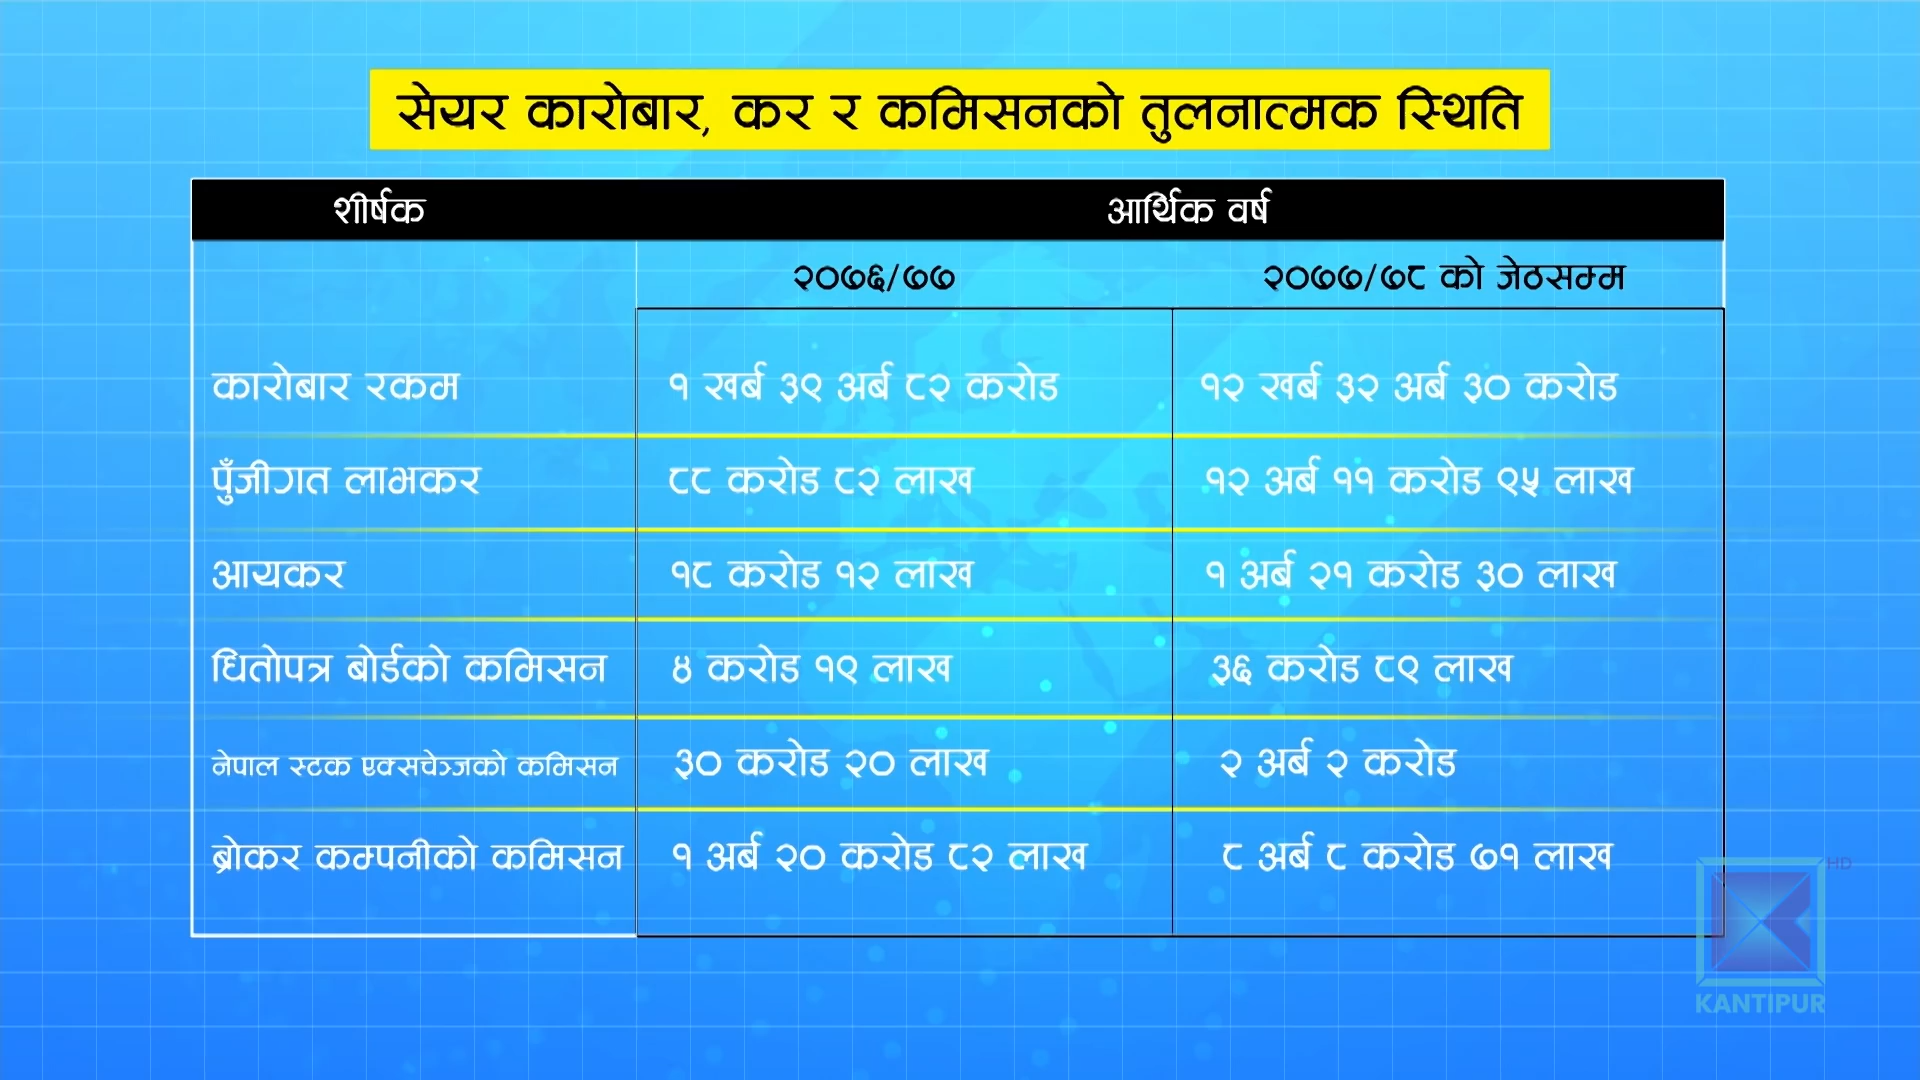 सेयर कारोबार, कर र कमिसनको तुलनात्मक स्थिति
शीर्षक आर्थिक वर्ष
२०७६/७७ २०७७/७८ को जेठसम्म
कारोबार रकम १ खर्ब ३९ अर्ब ८२ करोड १२ खर्ब ३२ अर्ब ३० करोड
पुँजीगत लाभकर ८८ करोड ८२ लाख १२ अर्ब ११ करोड ९५ लाख
आयकर १८ करोड १२ लाख १ अर्ब २१ करोड ३० लाख
धितोपत्र बोर्डको कमिसन ४ करोड १९ लाख ३६ करोड ८९ लाख
नेपाल स्टक एक्सचेञ्जको कमिसन ३० करोड २० लाख २ अर्ब २ करोड
ब्रोकर कम्पनीको कमिसन १ अर्ब २० करोड ८२ लाख ८ अर्ब ८ करोड ७१ लाख
HD
KANTIPUR